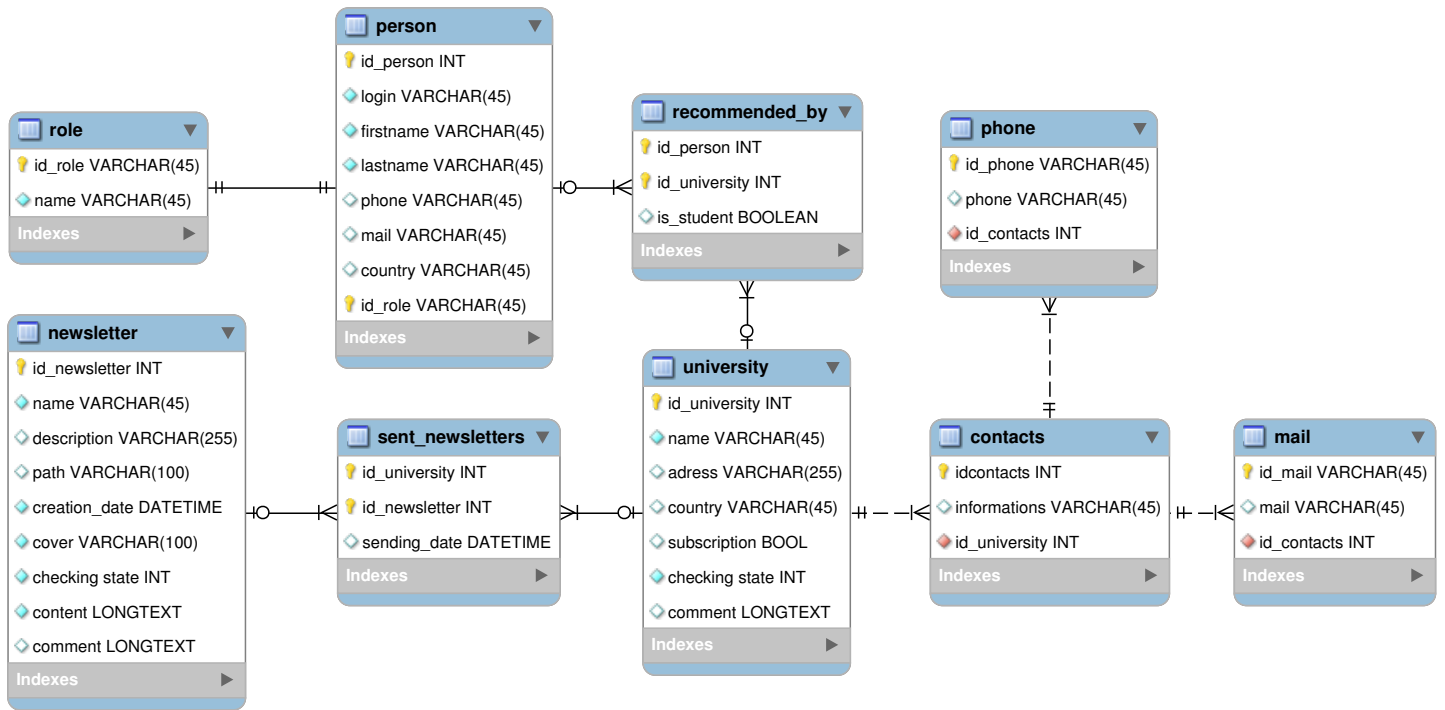 role
id_role VARCHAR(45)
name VARCHAR(45)
Indexes
person
id_person INT
login VARCHAR(45)
firstname VARCHAR(45)
lastname VARCHAR(45)
phone VARCHAR(45)
mail VARCHAR(45)
country VARCHAR(45)
id_role VARCHAR(45)
Indexes
recommended_by
id_person INT
id_university INT
is_student BOOLEAN
Indexes
phone
id_phone VARCHAR(45)
phone VARCHAR(45)
id_contacts INT
Indexes
newsletter
id_newsletter INT
name VARCHAR(45)
description VARCHAR(255)
path VARCHAR(100)
creation_date DATETIME
cover VARCHAR(100)
checking state INT
content LONGTEXT
comment LONGTEXT
Indexes
sent_newsletters
id_university INT
id_newsletter INT
sending_date DATETIME
Indexes
university
id_university INT
name VARCHAR(45)
adress VARCHAR(255)
country VARCHAR(45)
subscription BOOL
checking state INT
comment LONGTEXT
Indexes
contacts
idcontacts INT
informations VARCHAR(45)
id_university INT
Indexes
mail
id_mail VARCHAR(45)
mail VARCHAR(45)
id_contacts INT
Indexes